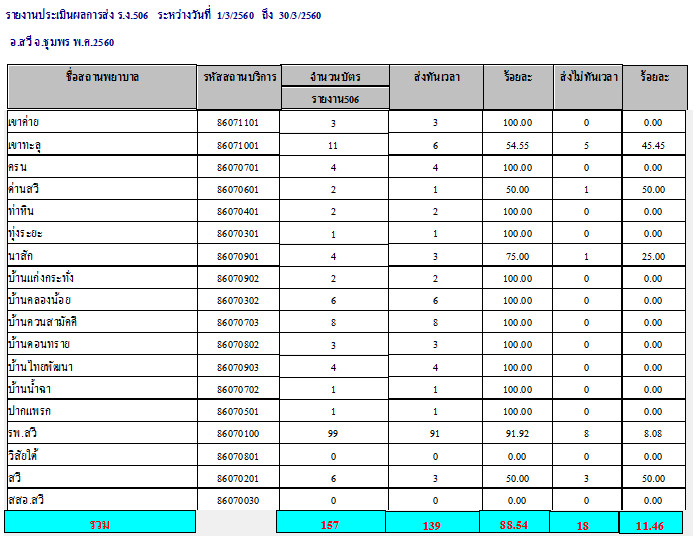 รายงานประเมินผลการส่ง ร.ง.506 ระหว่างวันที่ 1/3/2560 ถึง 30/3/2560
อ.สวี จ.ชุมพร พ.ศ.2560
ชื่อสถานพยาบาล รหัสสถานบริการ จำนวนบัตร ส่งทันเวลา ร้อยละ ส่งไม่ทันเวลา ร้อยละ
รายงาน506
เขาค่าย 86071101 3 3 100.00 0 0.00
เขาทะลุ 86071001 11 6 54.55 5 45.45
ครน 86070701 4 4 100.00 0 0.00
ด่านสวี 86070601 2 1 50.00 1 50.00
ท่าหิน 86070401 2 2 100.00 0 0.00
ทุ่งระยะ 86070301 1 1 100.00 0 0.00
นาสัก 86070901 4 3 75.00 1 25.00
บ้านแก่งกระทั่ง 86070902 2 2 100.00 0 0.00
บ้านคลองน้อย 86070302 6 6 100.00 0 0.00
บ้านควนสามัคคี 86070703 8 8 100.00 0 0.00
บ้านดอนทราย 86070802 3 3 100.00 0 0.00
บ้านไทยพัฒนา 86070903 4 4 100.00 0 0.00
บ้านน้ำฉา 86070702 1 1 100.00 0 0.00
ปากแพรก 86070501 1 1 100.00 0 0.00
รพ.สวี 86070100 99 91 91.92 8 8.08
วิสัยใต้ 86070801 0 0 0.00 0 0.00
สวี 86070201 6 3 50.00 3 50.00
สสอ.สวี 86070030 0 0 0.00 0 0.00
รวม 157 139 88.54 18 11.46